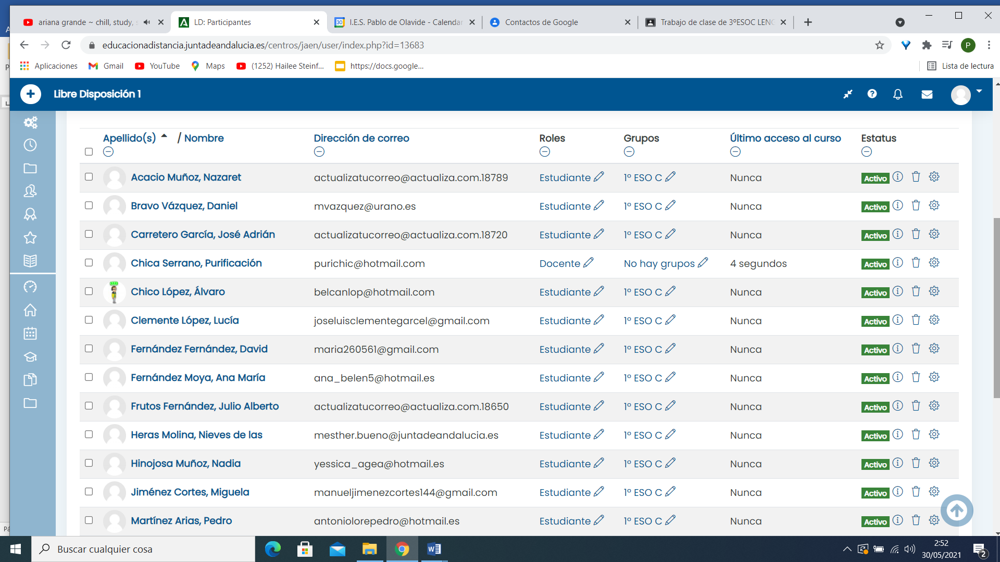 ariana grande ~ chill, study, s
LD: Participantes
I.E.S. Pablo de Olavide - Calendar
Contactos de Google
Trabajo de clase de 3ºESOC LENG
educacionadistancia.juntadeandalucia.es/centros/jaen/user/index.php?id=13683
P
Aplicaciones
Gmail
YouTube
Maps
(1252) Hailee Steinf...
https://docs.google...
Lista de lectura
Libre Disposición 1
Apellido(s) / Nombre Dirección de correo Roles Grupos Último acceso al curso Estatus
Acacio Muñoz, Nazaret actualizatucorreo@actualiza.com.18789 Estudiante 1º ESO C Nunca Activo
Bravo Vázquez, Daniel mvazquez@urano.es Estudiante 1º ESO C Nunca Activo
Carretero García, José Adrián actualizatucorreo@actualiza.com.18720 Estudiante 1º ESO C Nunca Activo
Chica Serrano, Purificación purichic@hotmail.com Docente No hay grupos 4 segundos Activo
Chico López, Álvaro belcanlop@hotmail.com Estudiante 1º ESO C Nunca Activo
Clemente López, Lucía joseluisclementegarcel@gmail.com Estudiante 1º ESO C Nunca Activo
Fernández Fernández, David maria260561@gmail.com Estudiante 1º ESO C Nunca Activo
Fernández Moya, Ana María ana_belen5@hotmail.es Estudiante 1º ESO C Nunca Activo
Frutos Fernández, Julio Alberto actualizatucorreo@actualiza.com.18650 Estudiante 1º ESO C Nunca Activo
Heras Molina, Nieves de las mesther.bueno@juntadeandalucia.es Estudiante 1º ESO C Nunca Activo
Hinojosa Muñoz, Nadia yessica_agea@hotmail.es Estudiante 1º ESO C Nunca Activo
Jiménez Cortes, Miguela manueljimenezcortes144@gmail.com Estudiante 1º ESO C Nunca Activo
Martínez Arias, Pedro antoniolorepedro@hotmail.es Estudiante 1º ESO C Nunca Activo
Pá
Buscar cualquier cosa
2:52
30/05/2021
2